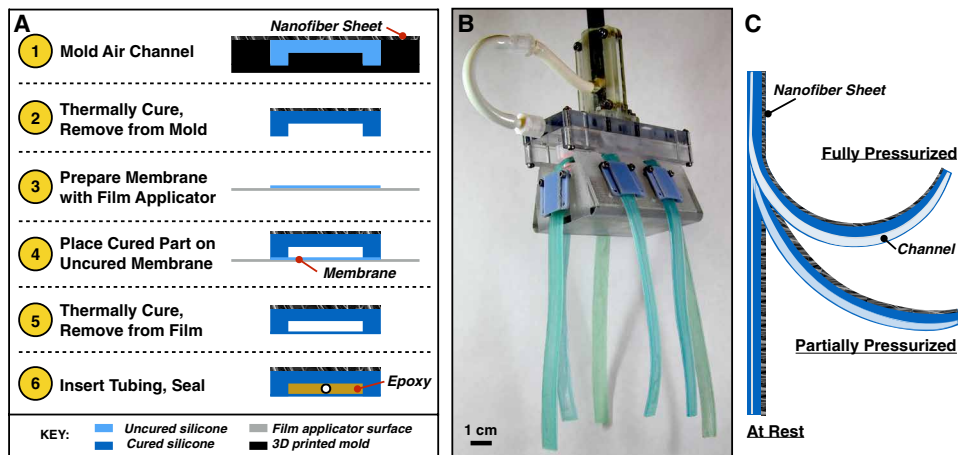 A
Nanofiber Sheet
1 Mold Air Channel
2 Thermally Cure,
Remove from Mold
3 Prepare Membrane
with Film Applicator
4 Place Cured Part on
Uncured Membrane
Membrane
5 Thermally Cure,
Remove from Film
6 Insert Tubing, Seal
Epoxy
KEY:
Uncured silicone
Cured silicone
Film applicator surface
3D printed mold
B
1 cm
C
Nanofiber Sheet
Fully Pressurized
Channel
Partially Pressurized
At Rest